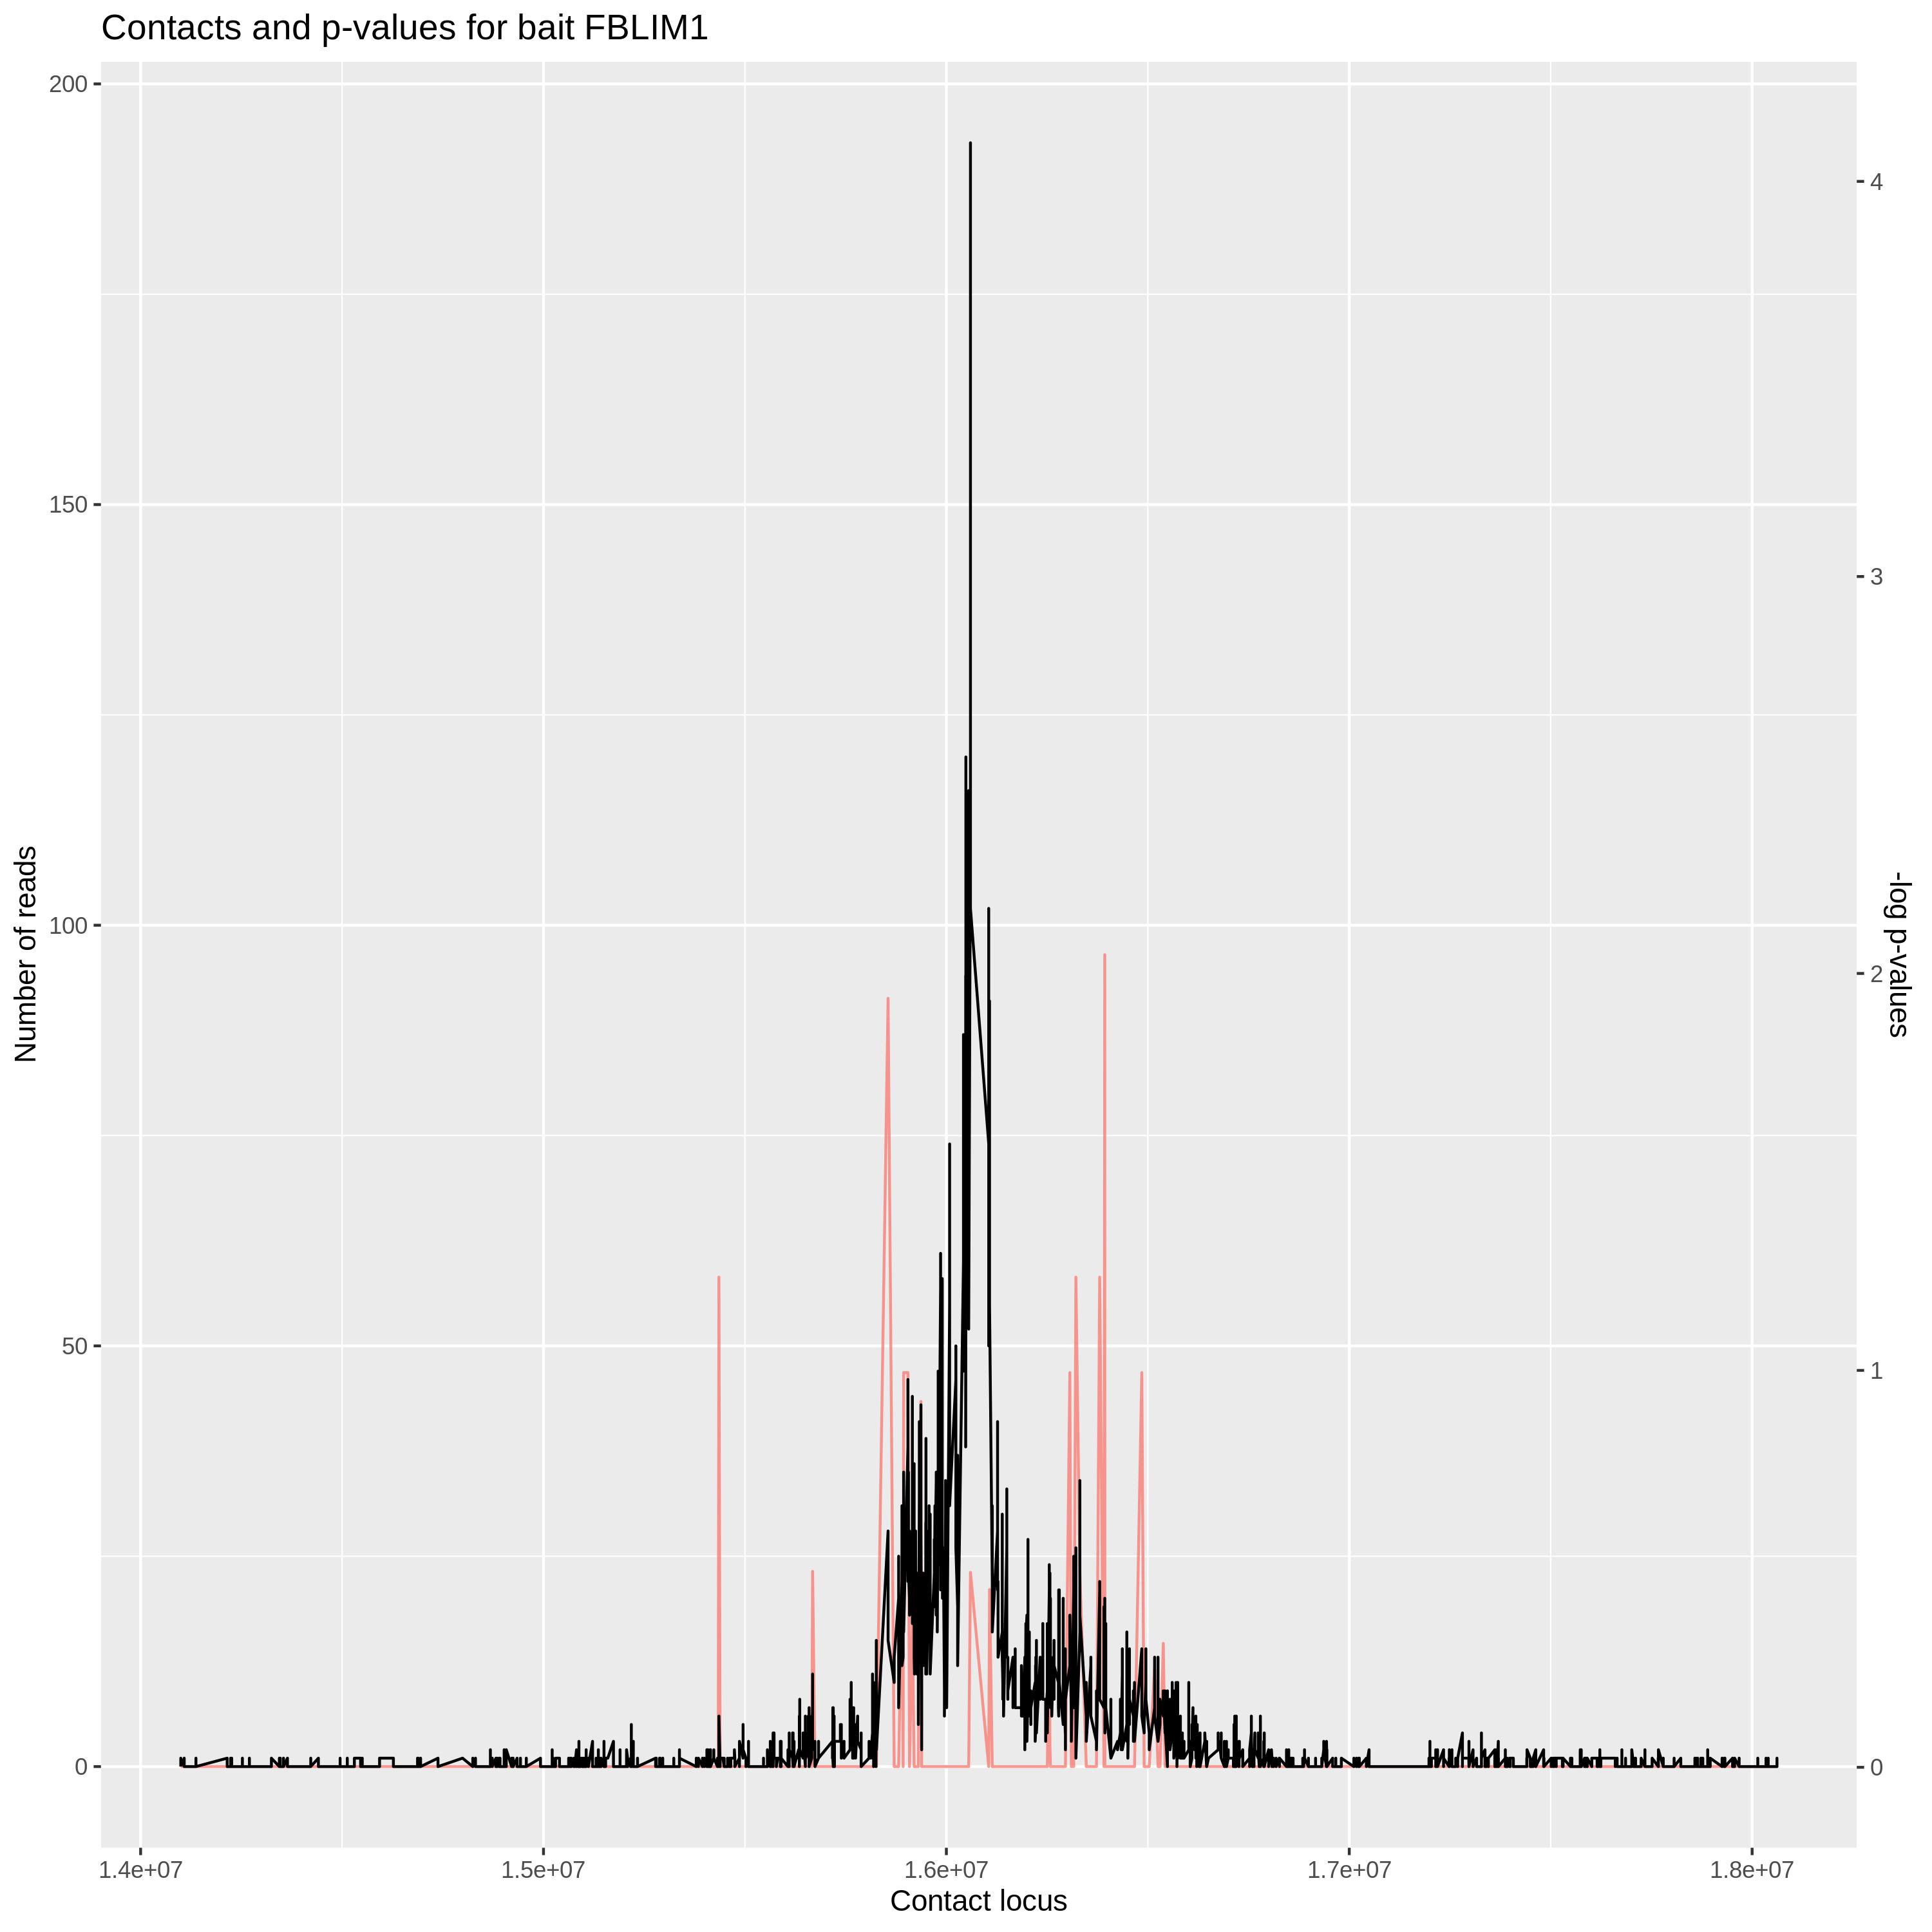 Contacts and p-values for bait FBLIM1
200
150
100
50
0
Number of reads
4
3
2
1
0
-log p-values
1.4e+07
1.5e+07
1.6e+07
1.7e+07
1.8e+07
Contact locus